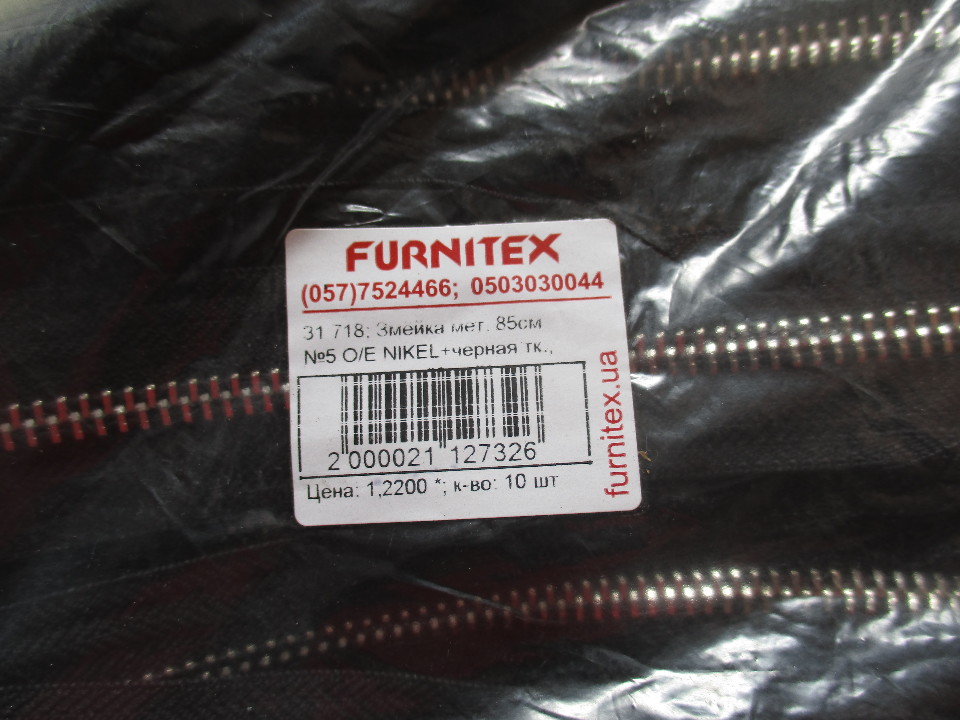 FURNITEX
(057)7524466; 0503030044
31 718; Змейка мет. 85см
№5 O/E NIKEL+черная тк.,
2 000021 127326
Цена: 1,2200 *; к-во: 10 шт
furnitex.ua